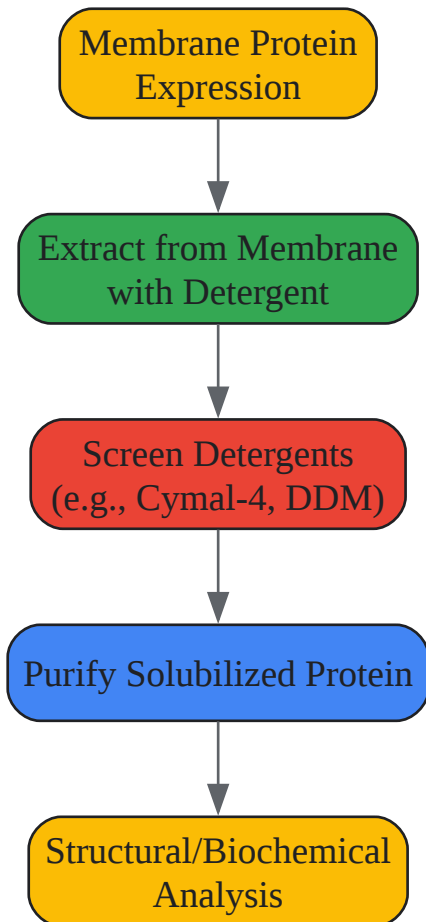 Membrane Protein
Expression
Extract from Membrane
with Detergent
Screen Detergents
(e.g., Cymal-4, DDM)
Purify Solubilized Protein
Structural/Biochemical
Analysis